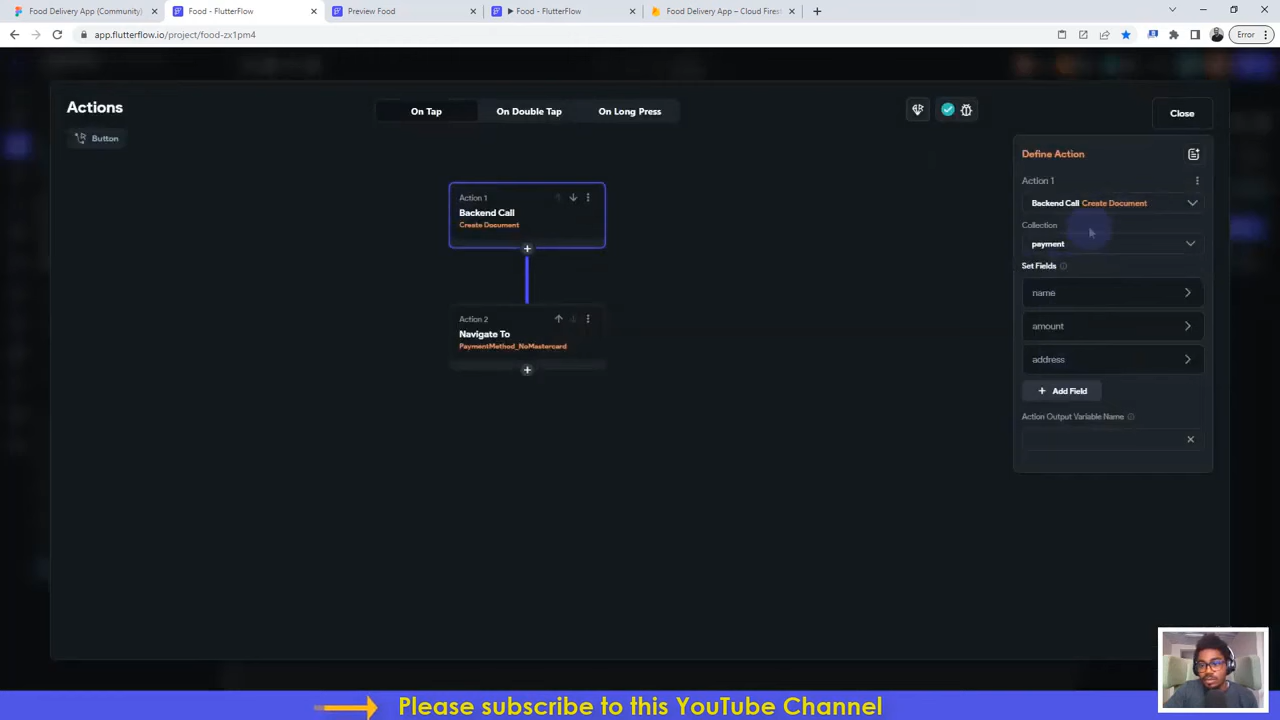 Food Delivery App (Community)
Food - FlutterFlow
Preview Food
Food - FlutterFlow
Food Delivery App – Cloud Fires
app.flutterflow.io/project/food-zx1pm4
Error
Actions
On Tap
On Double Tap
On Long Press
Close
Button
Define Action
Action 1
Backend Call
Create Document
Action 2
Navigate To
PaymentMethod_NoMastercard
Action 1
Backend Call Create Document
Collection
payment
Set Fields
name
amount
address
+ Add Field
Action Output Variable Name
Please subscribe to this YouTube Channel